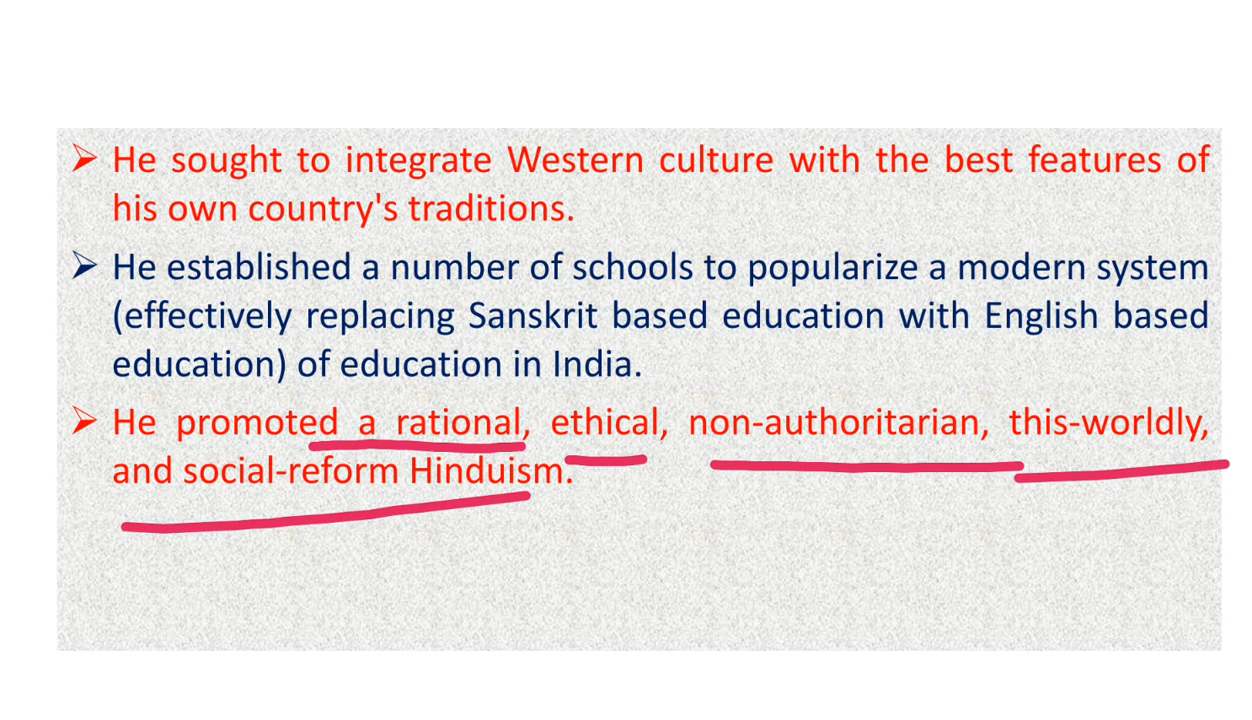 ➢ He sought to integrate Western culture with the best features of
his own country's traditions.
➢ He established a number of schools to popularize a modern system
(effectively replacing Sanskrit based education with English based
education) of education in India.
➢ He promoted a rational, ethical, non-authoritarian, this-worldly,
and social-reform Hinduism.